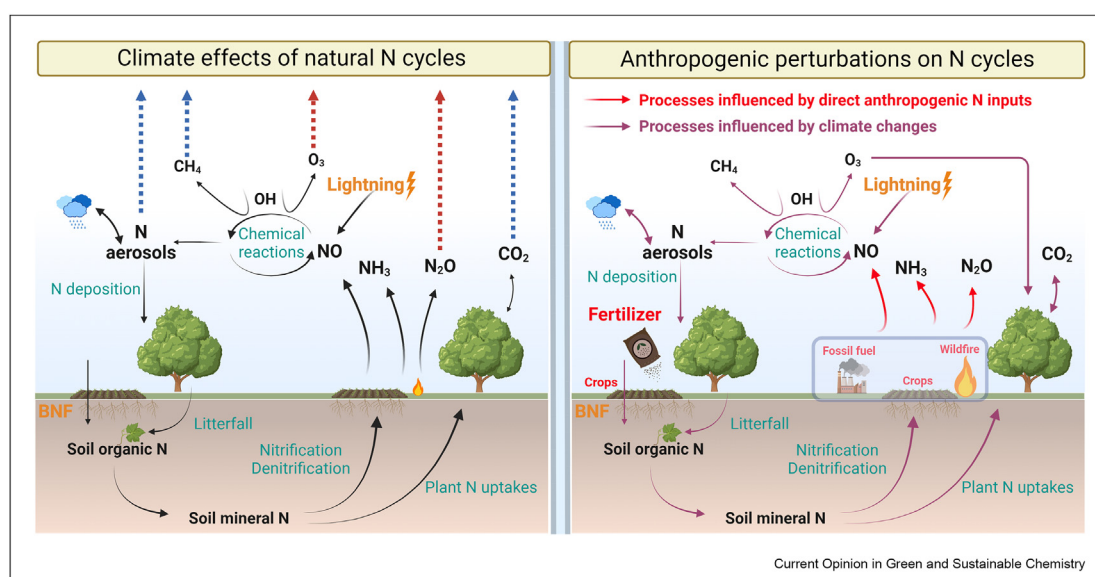 Climate effects of natural N cycles
CH₄
O₃
Lightning
OH
N
aerosols
Chemical
reactions
NO
NH₃
N₂O
CO₂
N deposition
BNF
Litterfall
Soil organic N
Nitrification
Denitrification
Plant N uptakes
Soil mineral N
Anthropogenic perturbations on N cycles
Processes influenced by direct anthropogenic N inputs
Processes influenced by climate changes
CH₄
O₃
Lightning
OH
N
aerosols
Chemical
reactions
NO
NH₃
N₂O
CO₂
N deposition
Fertilizer
Fossil fuel
Wildfire
Crops
Crops
BNF
Litterfall
Soil organic N
Nitrification
Denitrification
Plant N uptakes
Soil mineral N
Current Opinion in Green and Sustainable Chemistry